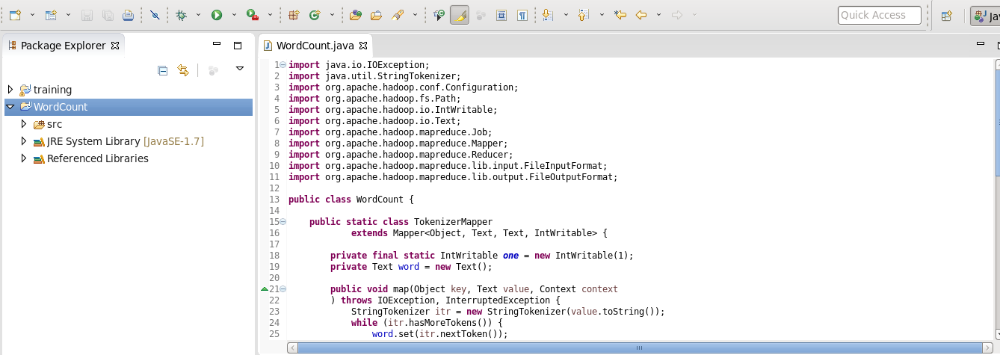 Quick Access
Ja
Package Explorer
training
WordCount
src
JRE System Library [JavaSE-1.7]
Referenced Libraries
WordCount.java
1 import java.io.IOException;
2 import java.util.StringTokenizer;
3 import org.apache.hadoop.conf.Configuration;
4 import org.apache.hadoop.fs.Path;
5 import org.apache.hadoop.io.IntWritable;
6 import org.apache.hadoop.io.Text;
7 import org.apache.hadoop.mapreduce.Job;
8 import org.apache.hadoop.mapreduce.Mapper;
9 import org.apache.hadoop.mapreduce.Reducer;
10 import org.apache.hadoop.mapreduce.lib.input.FileInputFormat;
11 import org.apache.hadoop.mapreduce.lib.output.FileOutputFormat;
12
13 public class WordCount {
14
15     public static class TokenizerMapper
16             extends Mapper<Object, Text, Text, IntWritable> {
17
18         private final static IntWritable one = new IntWritable(1);
19         private Text word = new Text();
20
21         public void map(Object key, Text value, Context context
22         ) throws IOException, InterruptedException {
23             StringTokenizer itr = new StringTokenizer(value.toString());
24             while (itr.hasMoreTokens()) {
25                 word.set(itr.nextToken());